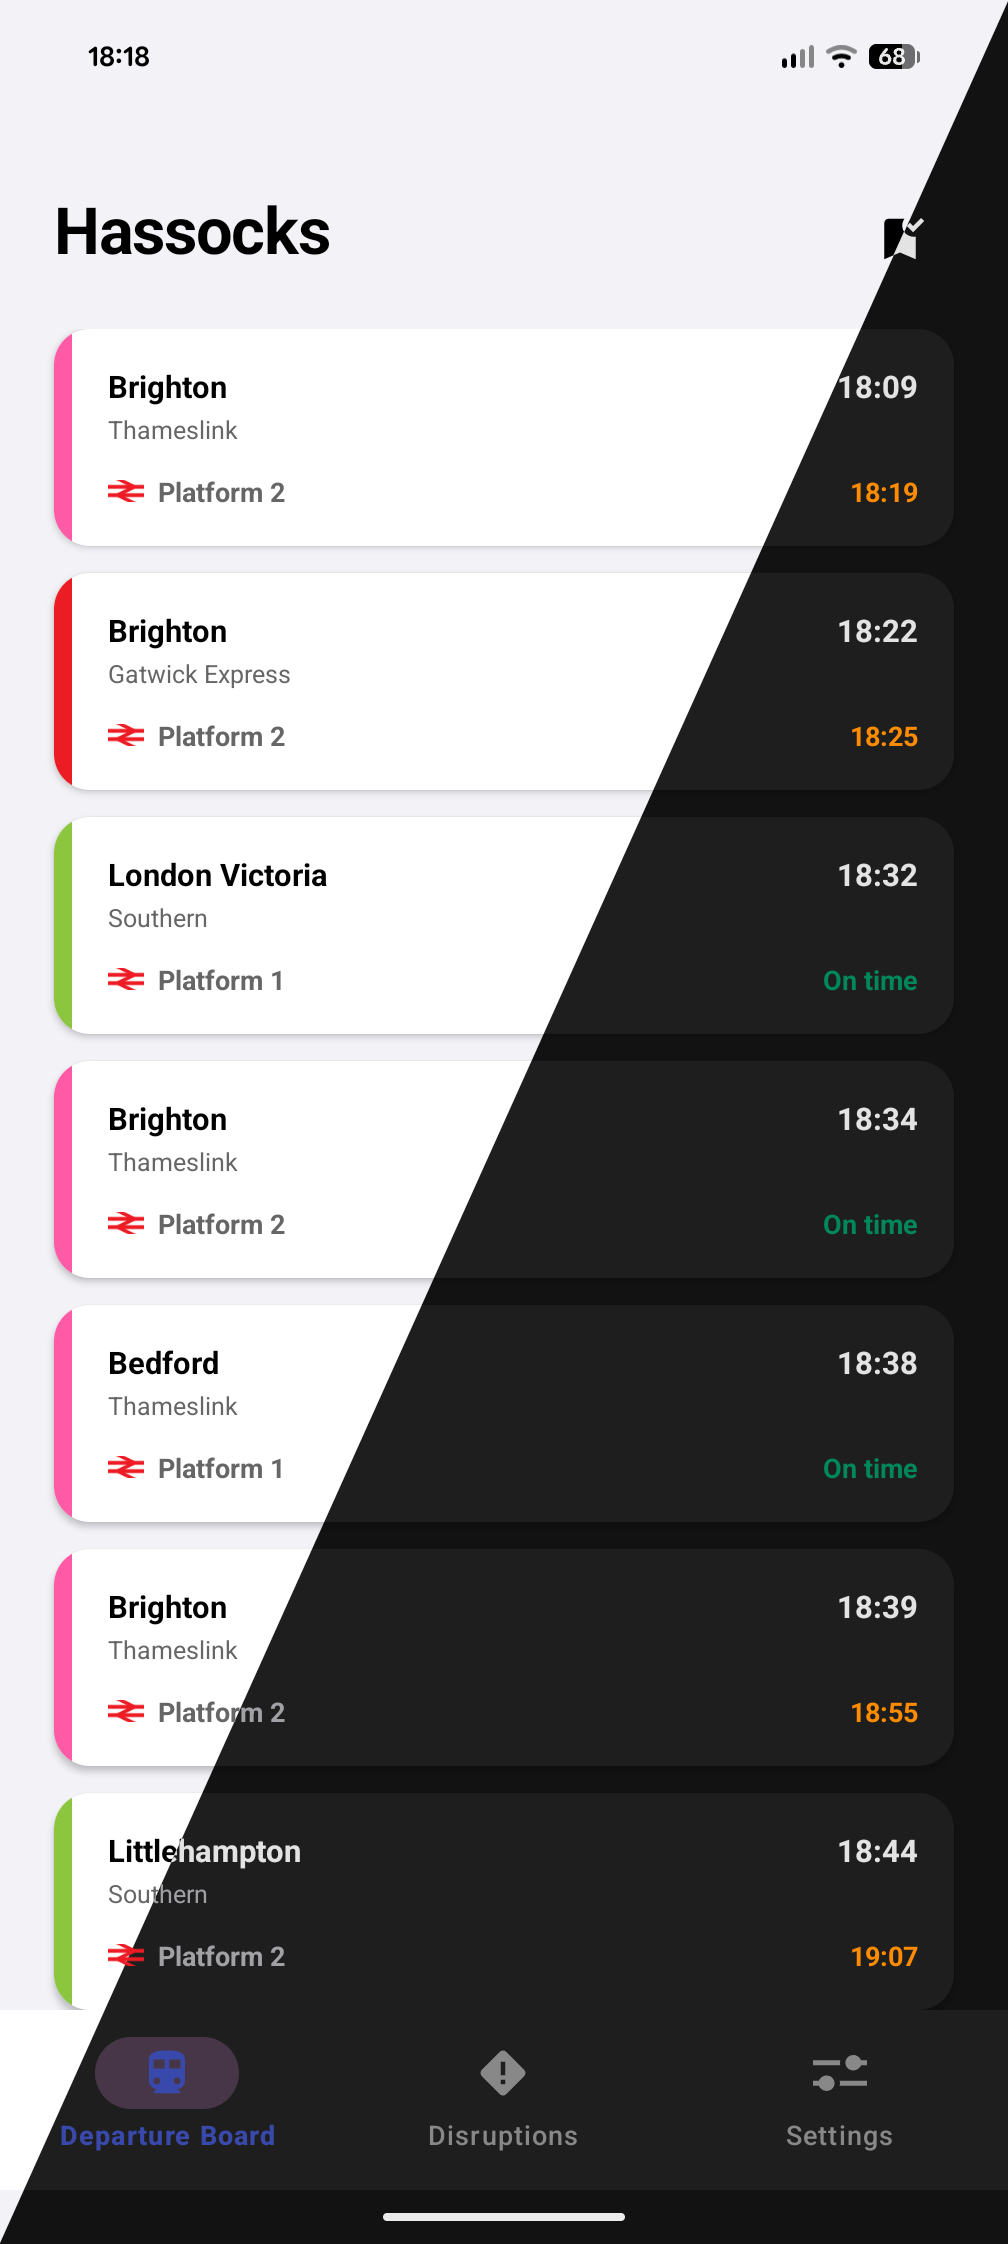 18:18
68
Hassocks
Brighton 18:09
Thameslink
Platform 2 18:19
Brighton 18:22
Gatwick Express
Platform 2 18:25
London Victoria 18:32
Southern
Platform 1 On time
Brighton 18:34
Thameslink
Platform 2 On time
Bedford 18:38
Thameslink
Platform 1 On time
Brighton 18:39
Thameslink
Platform 2 18:55
Littlehampton 18:44
Southern
Platform 2 19:07
Departure Board Disruptions Settings